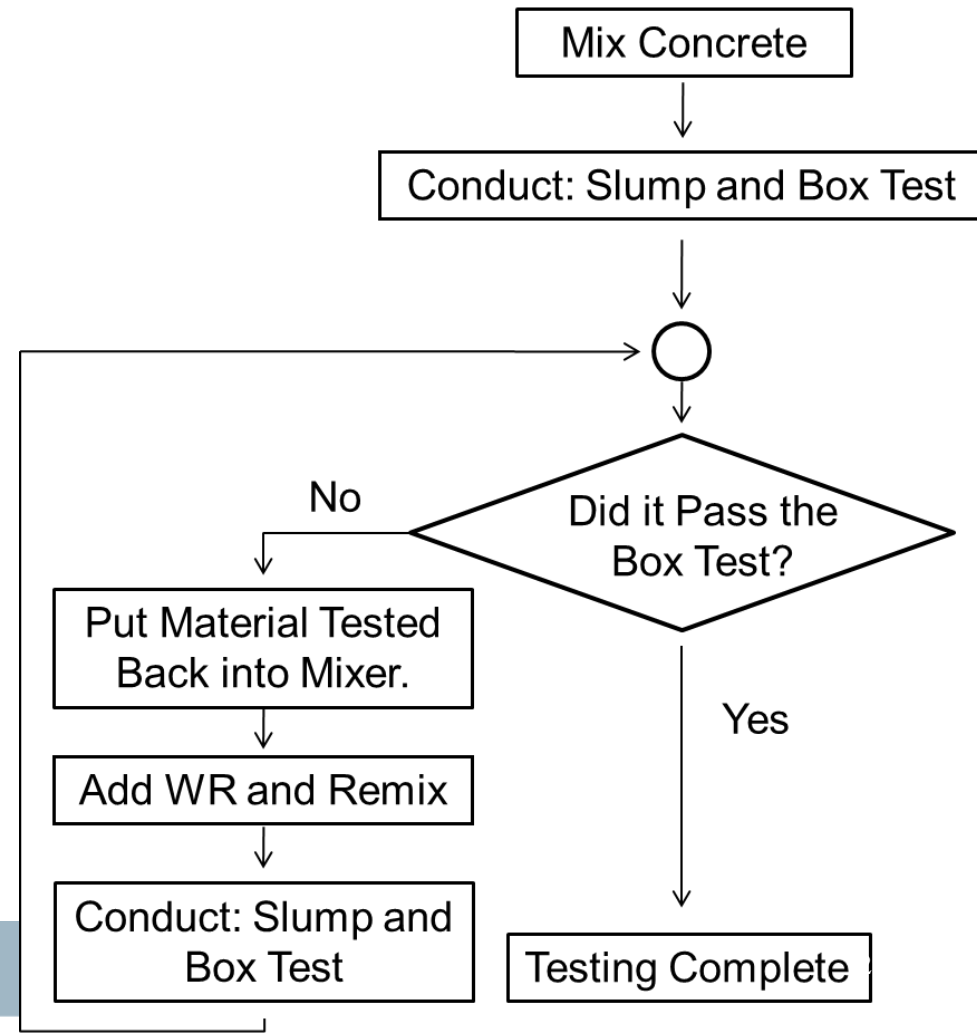 Mix Concrete
Conduct: Slump and Box Test
Did it Pass the
Box Test?
No
Put Material Tested
Back into Mixer.
Add WR and Remix
Conduct: Slump and
Box Test
Yes
Testing Complete